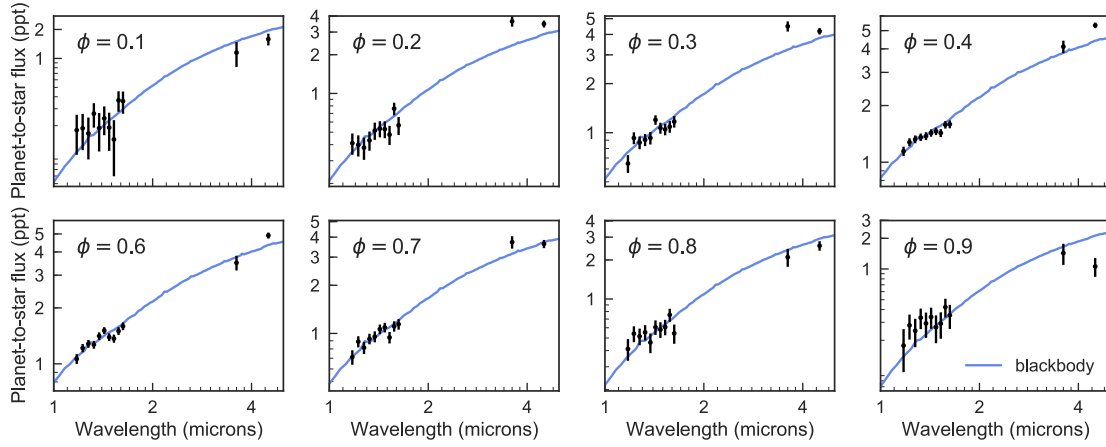 Planet-to-star flux (ppt)
2
1
ϕ = 0.1
4
3
2
1
ϕ = 0.2
5
4
3
2
1
ϕ = 0.3
5
4
3
2
1
ϕ = 0.4
Planet-to-star flux (ppt)
5
4
3
2
1
ϕ = 0.6
1 2 4
Wavelength (microns)
5
4
3
2
1
ϕ = 0.7
1 2 4
Wavelength (microns)
4
3
2
1
ϕ = 0.8
1 2 4
Wavelength (microns)
2
1
ϕ = 0.9
blackbody
1 2 4
Wavelength (microns)